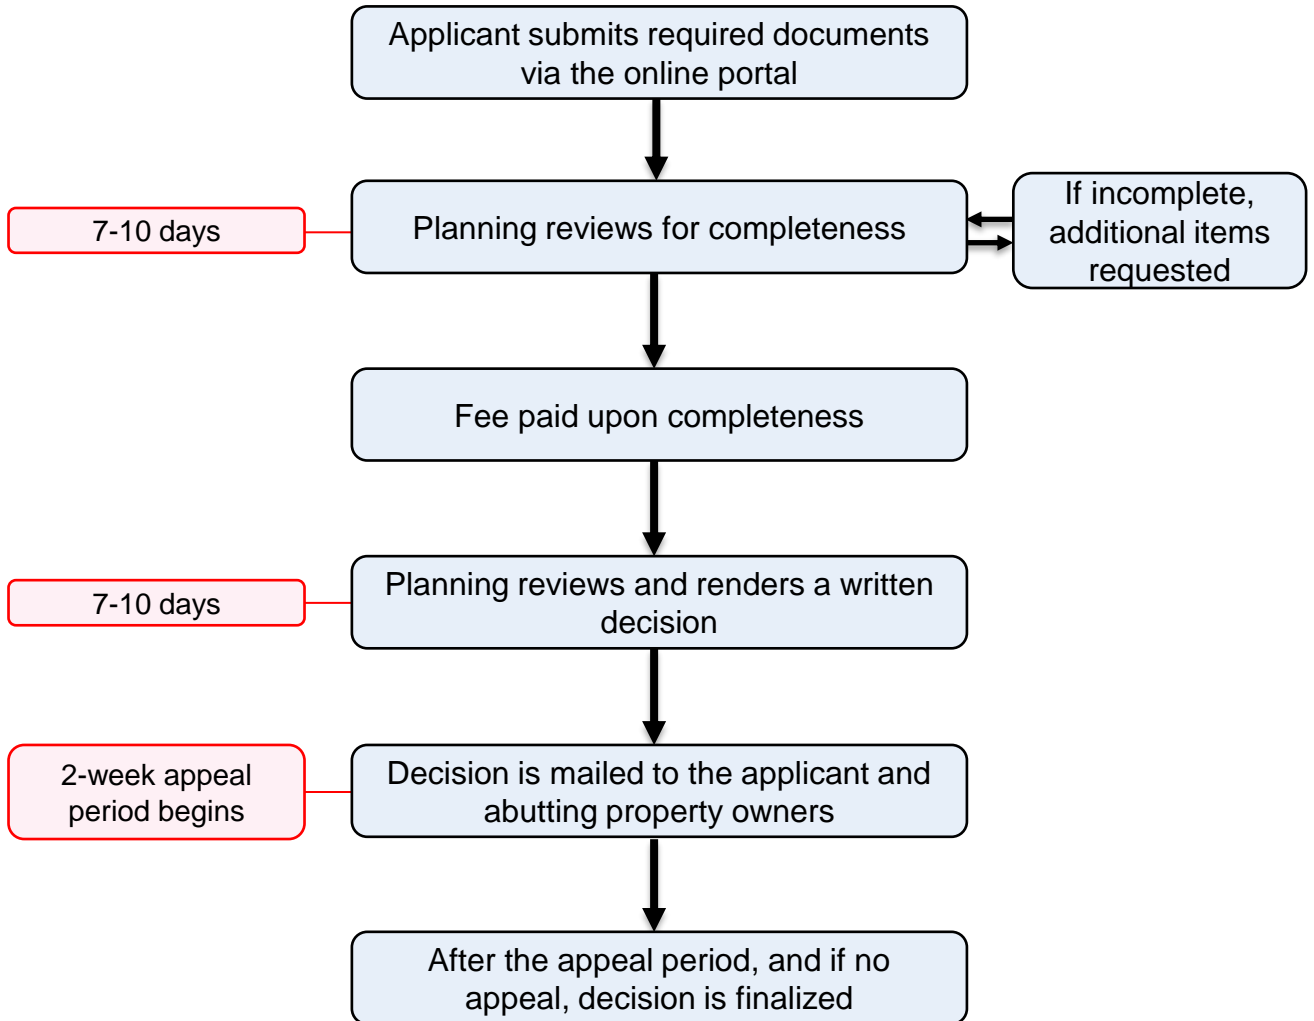 Applicant submits required documents
via the online portal
7-10 days
Planning reviews for completeness
If incomplete,
additional items
requested
Fee paid upon completeness
7-10 days
Planning reviews and renders a written
decision
2-week appeal
period begins
Decision is mailed to the applicant and
abutting property owners
After the appeal period, and if no
appeal, decision is finalized